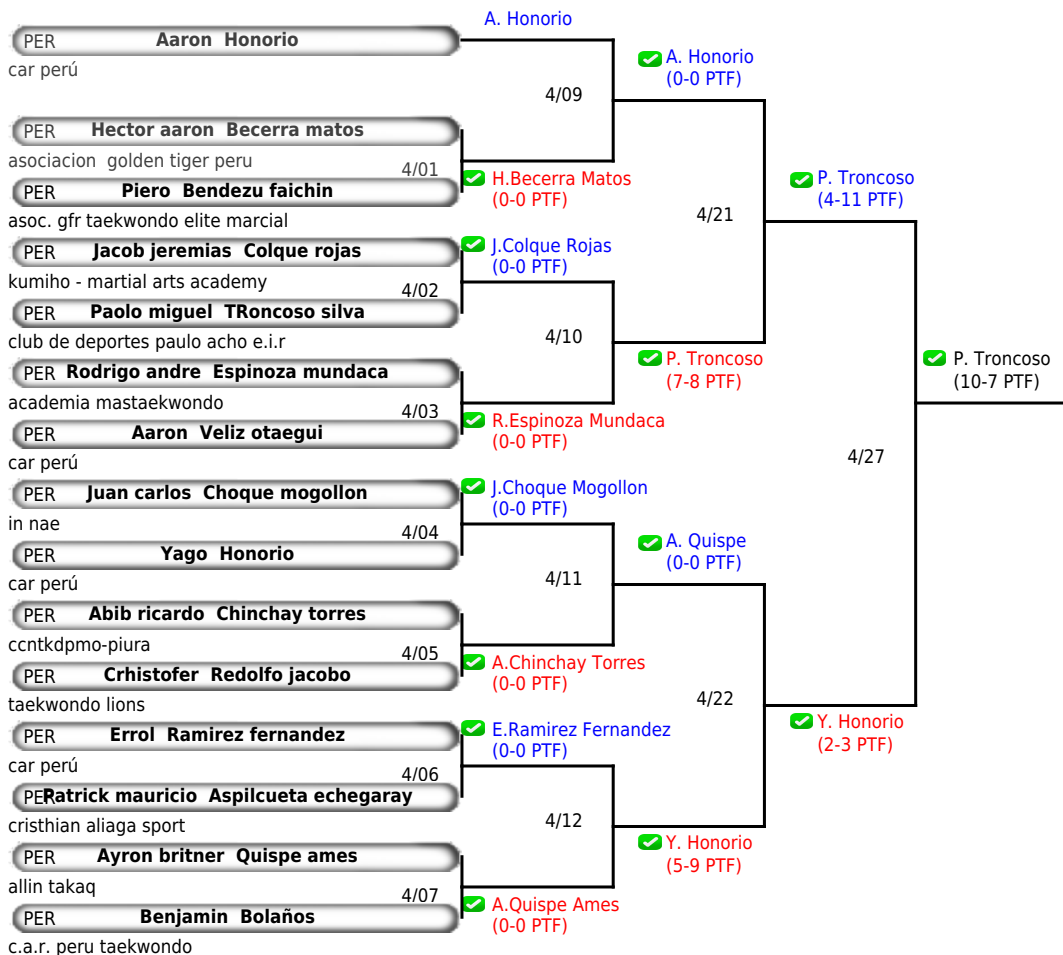 A. Honorio
PER Aaron Honorio
car perú
A. Honorio
(0-0 PTF)
4/09
PER Hector aaron Becerra matos
asociacion golden tiger peru
4/01
H.Becerra Matos
(0-0 PTF)
P. Troncoso
(4-11 PTF)
PER Piero Bendezu faichin
asoc. gfr taekwondo elite marcial
4/21
PER Jacob jeremias Colque rojas
J.Colque Rojas
(0-0 PTF)
kumiho - martial arts academy
4/02
PER Paolo miguel TRoncoso silva
club de deportes paulo acho e.i.r
4/10
P. Troncoso
(7-8 PTF)
P. Troncoso
(10-7 PTF)
PER Rodrigo andre Espinoza mundaca
academia mastaekwondo
4/03
R.Espinoza Mundaca
(0-0 PTF)
PER Aaron Veliz otaegui
car perú
4/27
PER Juan carlos Choque mogollon
J.Choque Mogollon
(0-0 PTF)
in nae
4/04
PER Yago Honorio
car perú
A. Quispe
(0-0 PTF)
4/11
PER Abib ricardo Chinchay torres
ccntkdpmo-piura
4/05
A.Chinchay Torres
(0-0 PTF)
PER Crhistofer Redolfo jacobo
taekwondo lions
4/22
PER Errol Ramirez fernandez
E.Ramirez Fernandez
(0-0 PTF)
Y. Honorio
(2-3 PTF)
car perú
4/06
PER Patrick mauricio Aspilcueta echegaray
cristhian aliaga sport
4/12
Y. Honorio
(5-9 PTF)
PER Ayron britner Quispe ames
allin takaq
4/07
A.Quispe Ames
(0-0 PTF)
PER Benjamin Bolaños
c.a.r. peru taekwondo